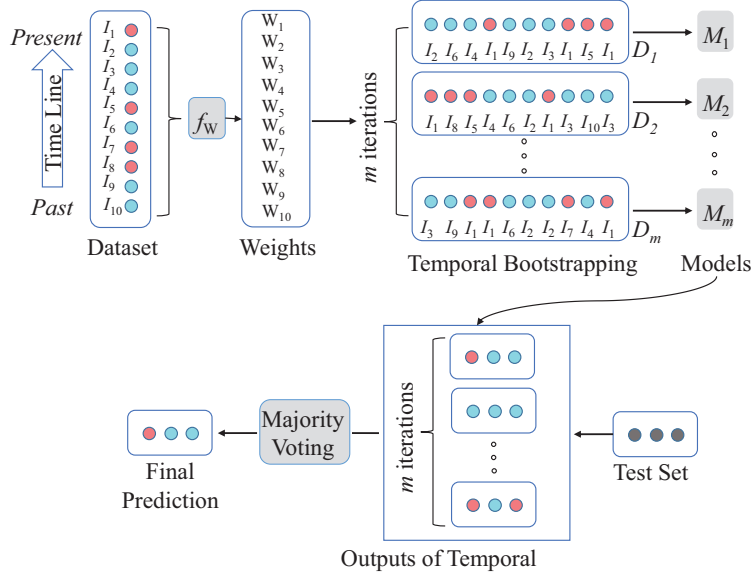 Present
Time Line
Past
I1
I2
I3
I4
I5
I6
I7
I8
I9
I10
Dataset
fW
W1
W2
W3
W4
W5
W6
W7
W8
W9
W10
Weights
m iterations
I2 I6 I4 I1 I9 I2 I3 I1 I5 I1
D1
M1
I1 I8 I5 I4 I6 I2 I1 I3 I10 I3
D2
M2
I3 I9 I1 I1 I6 I2 I2 I7 I4 I1
Dm
Mm
Temporal Bootstrapping
Models
m iterations
Majority
Voting
Final
Prediction
Test Set
Outputs of Temporal